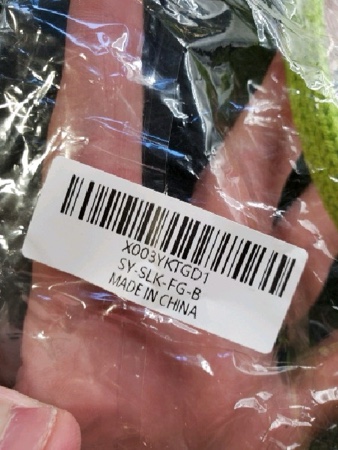 X003YKTGD1
SY-SLK-FG-B
MADE IN CHINA